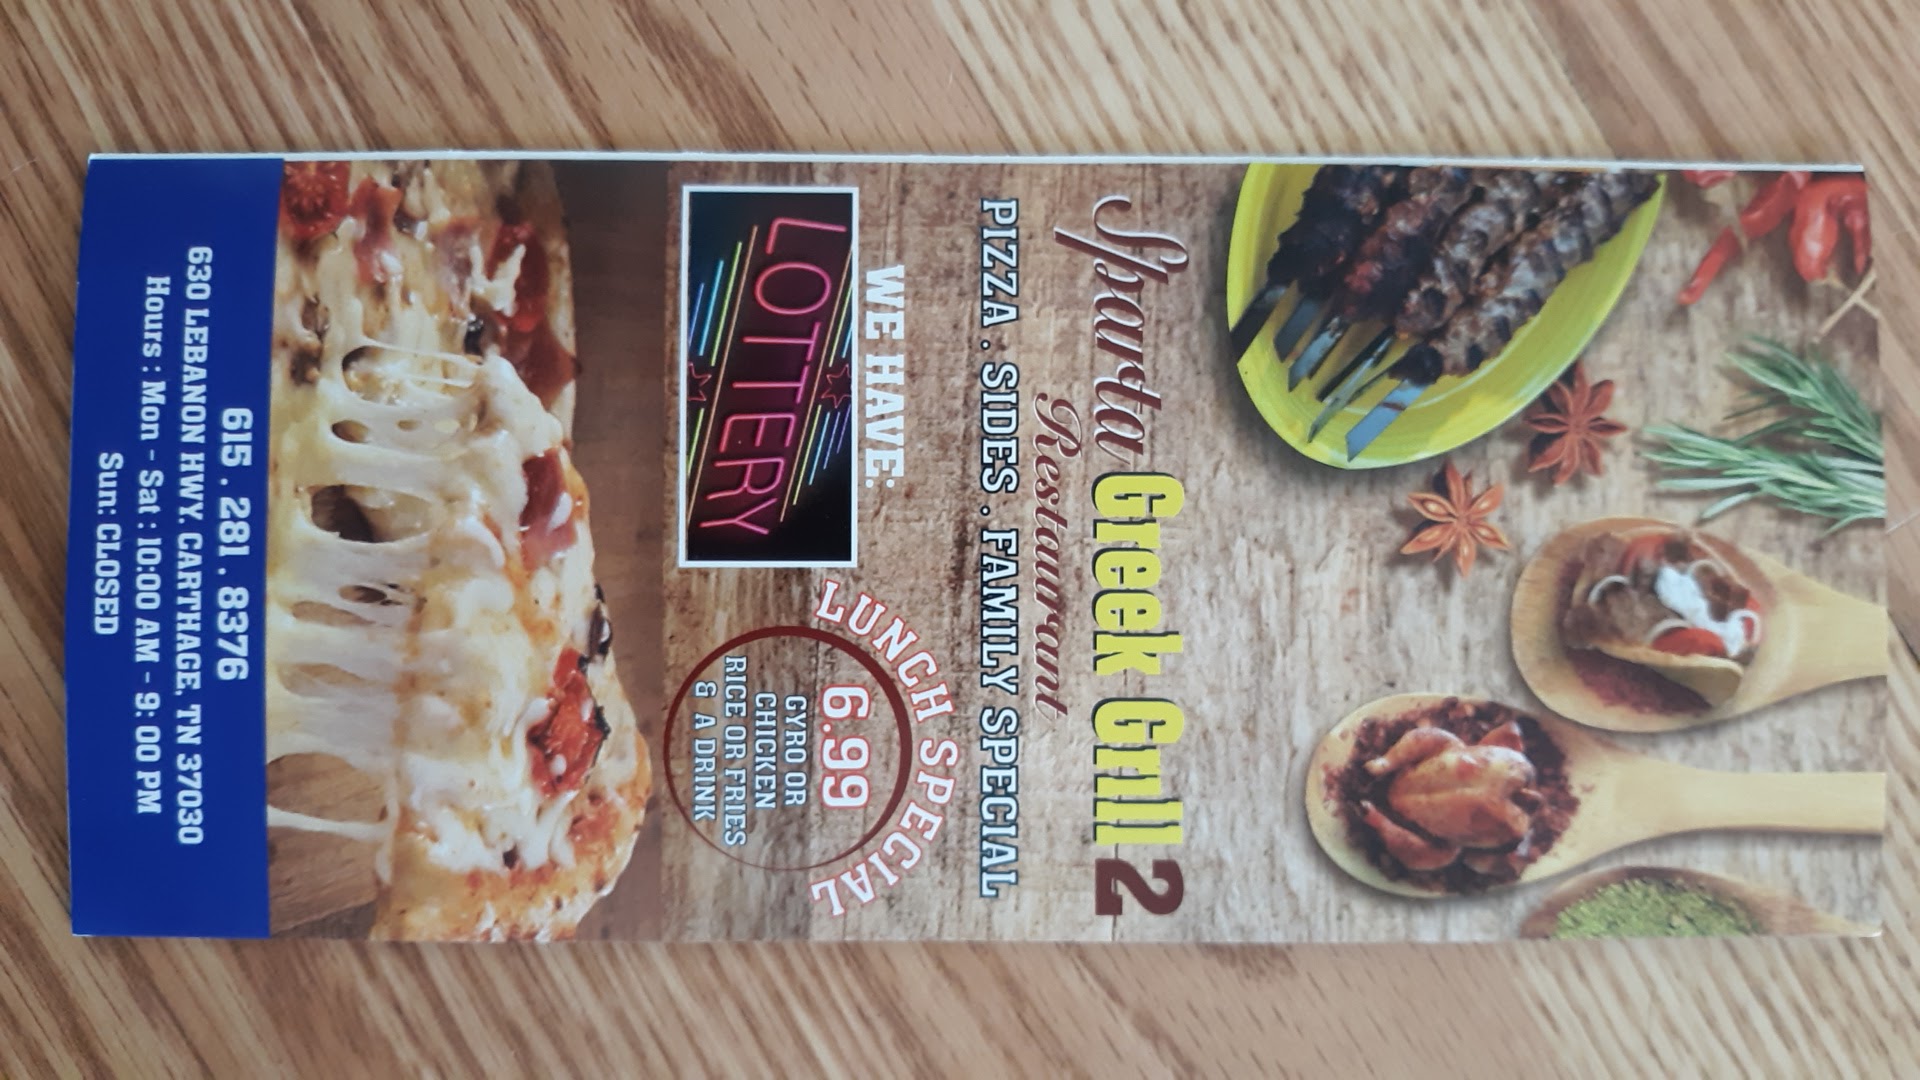 Sparta Greek Grill 2
Restaurant
PIZZA . SIDES . FAMILY SPECIAL
WE HAVE:
LOTTERY
LUNCH SPECIAL
6.99
GYRO OR
CHICKEN
RICE OR FRIES
& A DRINK
615 . 281 . 8376
630 LEBANON HWY. CARTHAGE, TN 37030
Hours : Mon - Sat : 10:00 AM - 9:00 PM
Sun: CLOSED